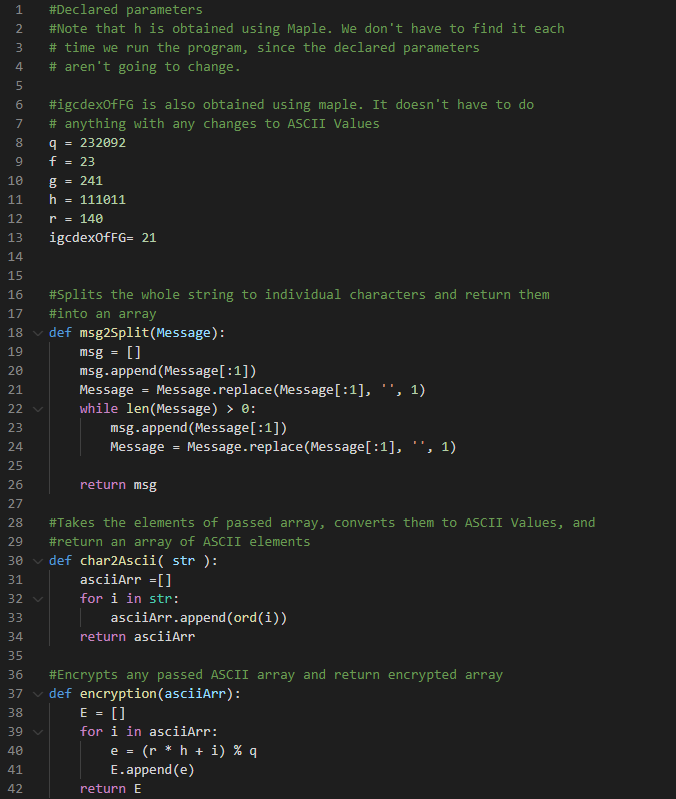 1 #Declared parameters
2 #Note that h is obtained using Maple. We don't have to find it each
3 # time we run the program, since the declared parameters
4 # aren't going to change.
5
6 #igcdexOfFG is also obtained using maple. It doesn't have to do
7 # anything with any changes to ASCII Values
8 q = 232092
9 f = 23
10 g = 241
11 h = 111011
12 r = 140
13 igcdexOfFG= 21
14
15
16 #Splits the whole string to individual characters and return them
17 #into an array
18 def msg2Split(Message):
19     msg = []
20     msg.append(Message[:1])
21     Message = Message.replace(Message[:1], '', 1)
22     while len(Message) > 0:
23         msg.append(Message[:1])
24         Message = Message.replace(Message[:1], '', 1)
25
26     return msg
27
28 #Takes the elements of passed array, converts them to ASCII Values, and
29 #return an array of ASCII elements
30 def char2Ascii( str ):
31     asciiArr =[]
32     for i in str:
33         asciiArr.append(ord(i))
34     return asciiArr
35
36 #Encrypts any passed ASCII array and return encrypted array
37 def encryption(asciiArr):
38     E = []
39     for i in asciiArr:
40         e = (r * h + i) % q
41         E.append(e)
42     return E